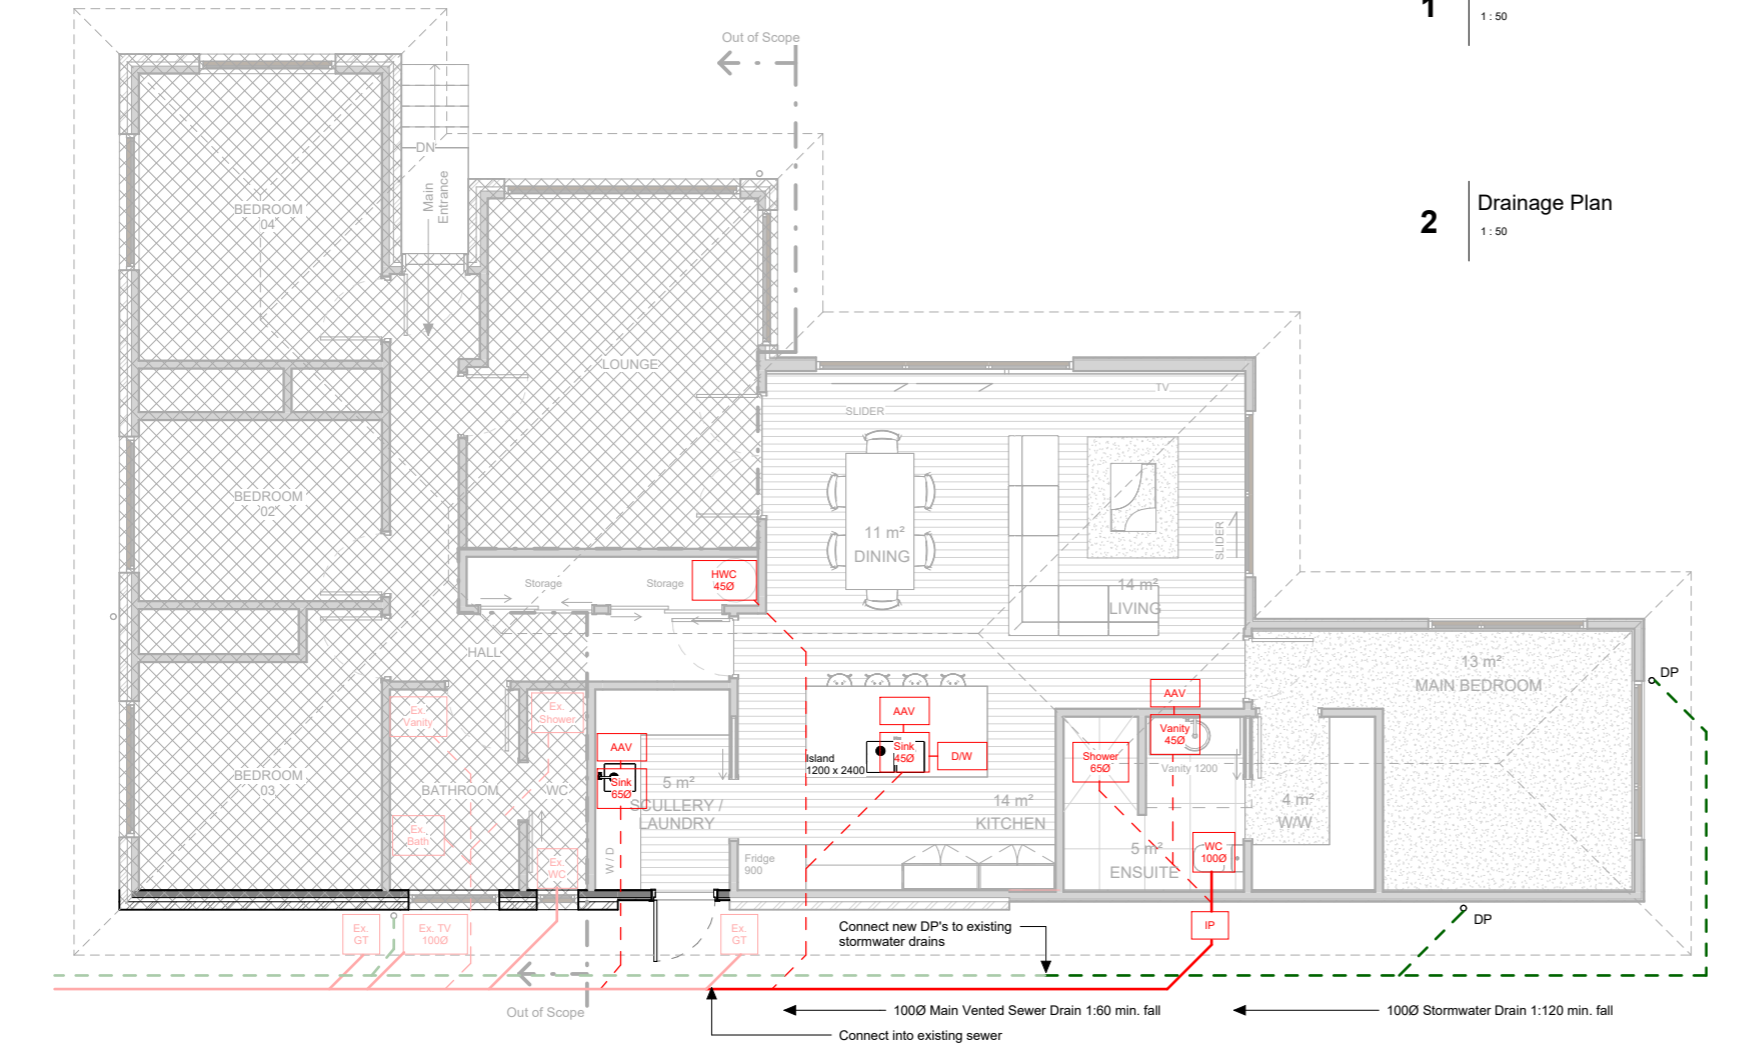 1
1 : 50
Out of Scope
2
Drainage Plan
1 : 50
DN
Main
Entrance
BEDROOM
04
LOUNGE
TV
SLIDER
BEDROOM
02
11 m²
DINING
SLIDER
14 m²
LIVING
Storage
Storage
HWC
45Ø
HALL
13 m²
MAIN BEDROOM
DP
Ex.
Vanity
Ex.
Shower
AAV
AAV
AAV
Vanity
45Ø
Sink
45Ø
D/W
Island
1200 x 2400
Shower
65Ø
Vanity 1200
BEDROOM
03
BATHROOM
WC
Sink
65Ø
5 m²
SCULLERY /
LAUNDRY
14 m²
KITCHEN
4 m²
W/W
Ex.
Bath
Ex.
WC
W / D
Fridge
900
5 m²
ENSUITE
WC
100Ø
Ex.
GT
Ex. TV
100Ø
Ex.
GT
Connect new DP's to existing
stormwater drains
IP
DP
Out of Scope
100Ø Main Vented Sewer Drain 1:60 min. fall
100Ø Stormwater Drain 1:120 min. fall
Connect into existing sewer